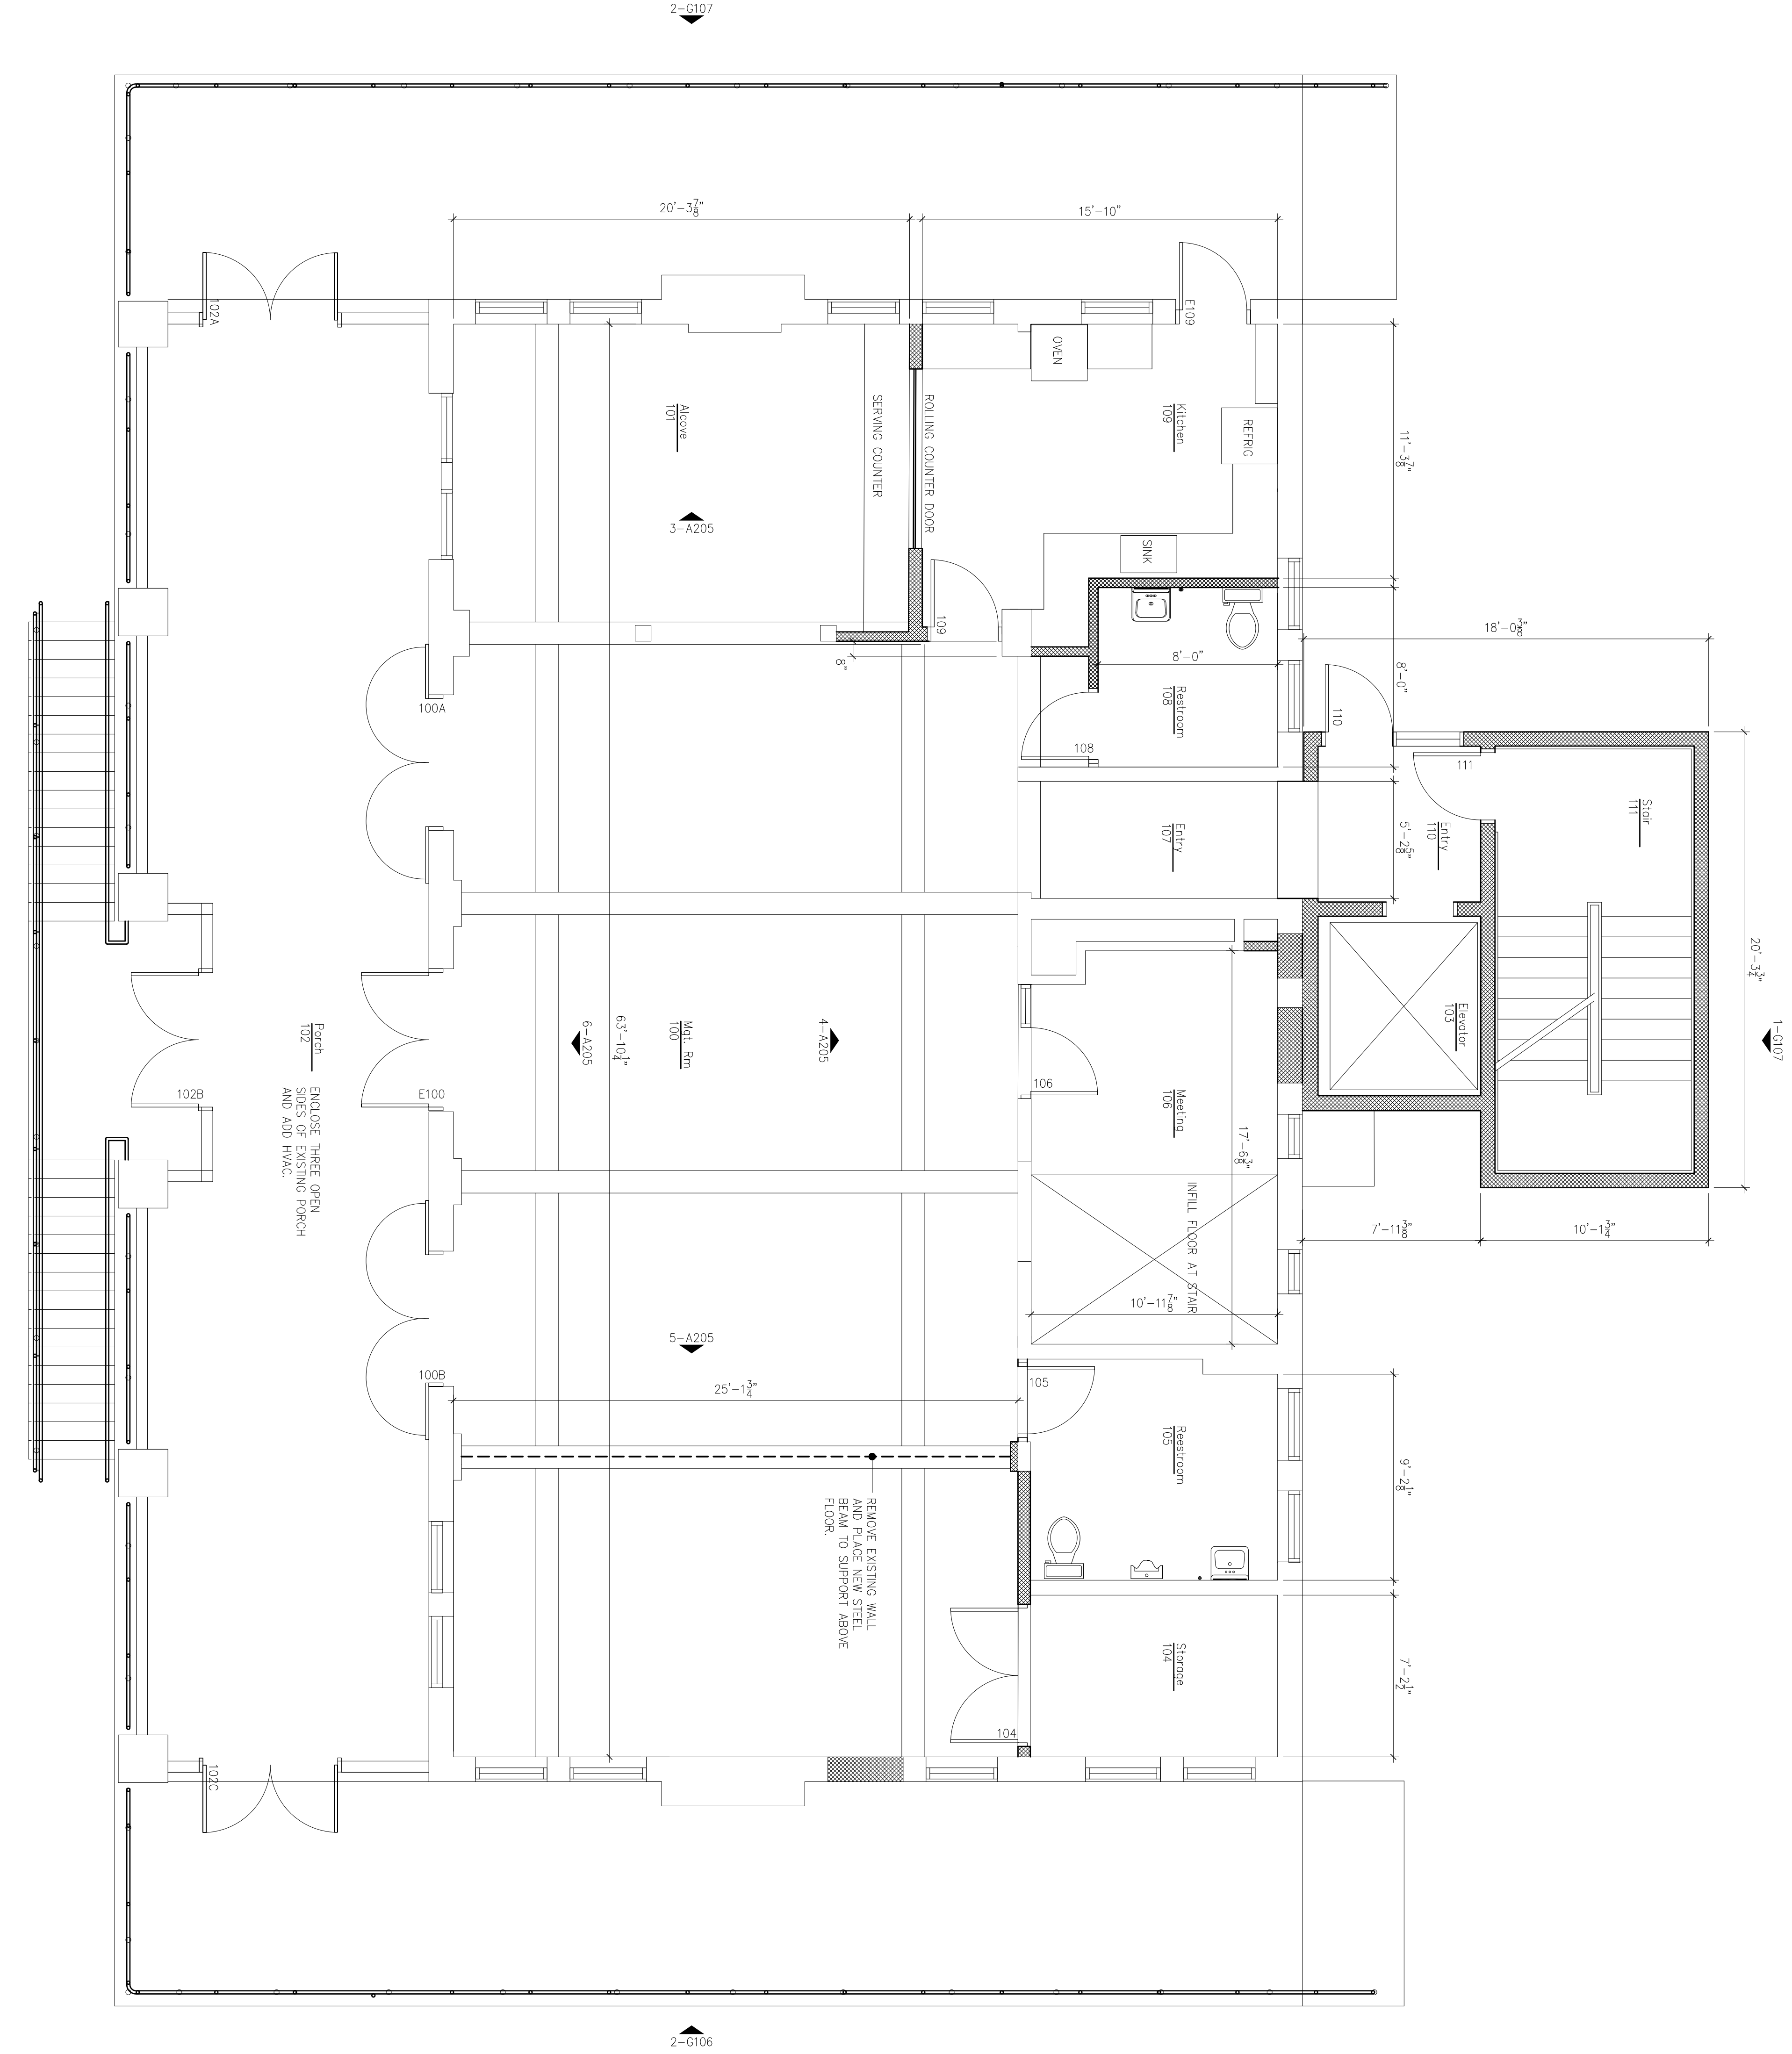 2-G107
20'-3 7/8"
15'-10"
102A
E109
OVEN
Alcove
101
SERVING COUNTER
ROLLING COUNTER DOOR
Kitchen
109
REFRIG
11'-3 7/8"
3-A205
SINK
109
8"
8'-0"
18'-0 3/8"
8'-0"
Restroom
108
100A
110
108
111
Stair
111
Entry
107
5'-2 5/8"
Entry
110
20'-3 3/4"
Elevator
103
1-G107
Porch
102
6-A205
63'-10 1/4"
Mgt. Rm
100
4-A205
102B
E100
106
Meeting
106
17'-6 3/8"
ENCLOSE THREE OPEN
SIDES OF EXISTING PORCH
AND ADD HVAC.
INFILL FLOOR AT STAIR
7'-11 3/8"
10'-1 3/4"
10'-11 7/8"
5-A205
100B
25'-1 3/4"
105
Reestroom
105
9'-2 1/8"
REMOVE EXISTING WALL
AND PLACE NEW STEEL
BEAM TO SUPPORT ABOVE
FLOOR.
Storage
104
7'-2 1/2"
104
102C
2-G106